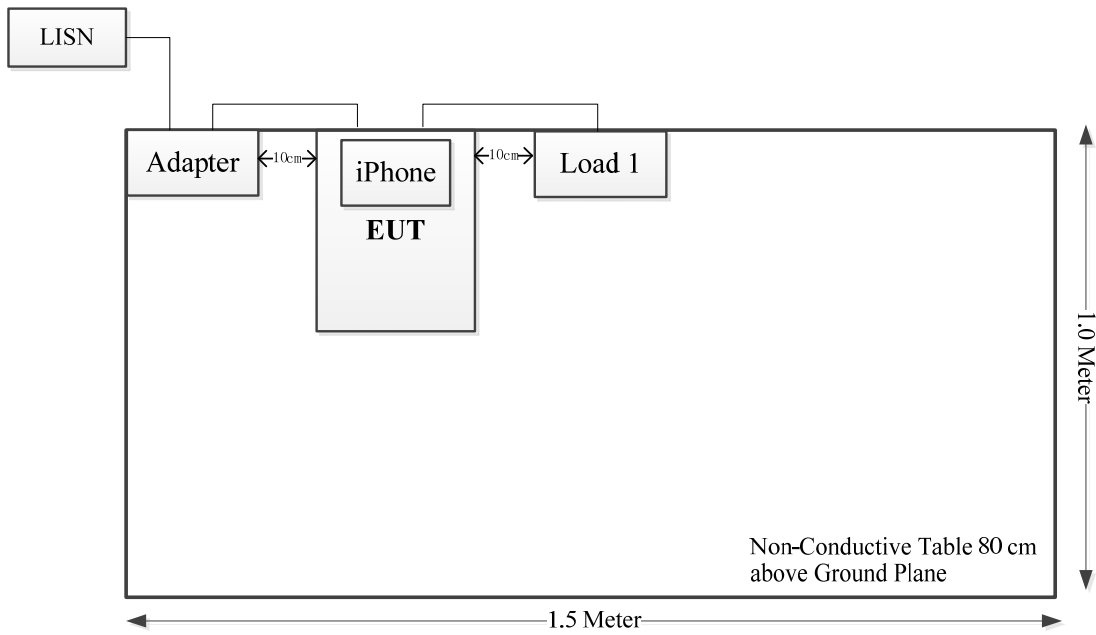 LISN
Adapter
10cm
iPhone
EUT
10cm
Load 1
1.0 Meter
Non-Conductive Table 80 cm
above Ground Plane
1.5 Meter